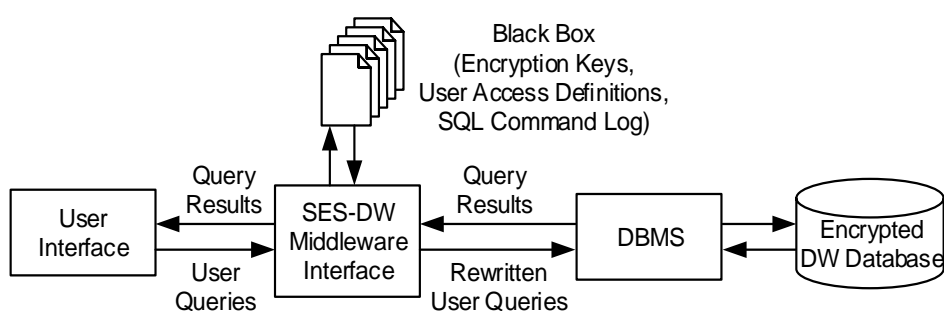 Black Box
(Encryption Keys,
User Access Definitions,
SQL Command Log)
Query
Results
Query
Results
User
Interface
SES-DW
Middleware
Interface
DBMS
Encrypted
DW Database
User
Queries
Rewritten
User Queries